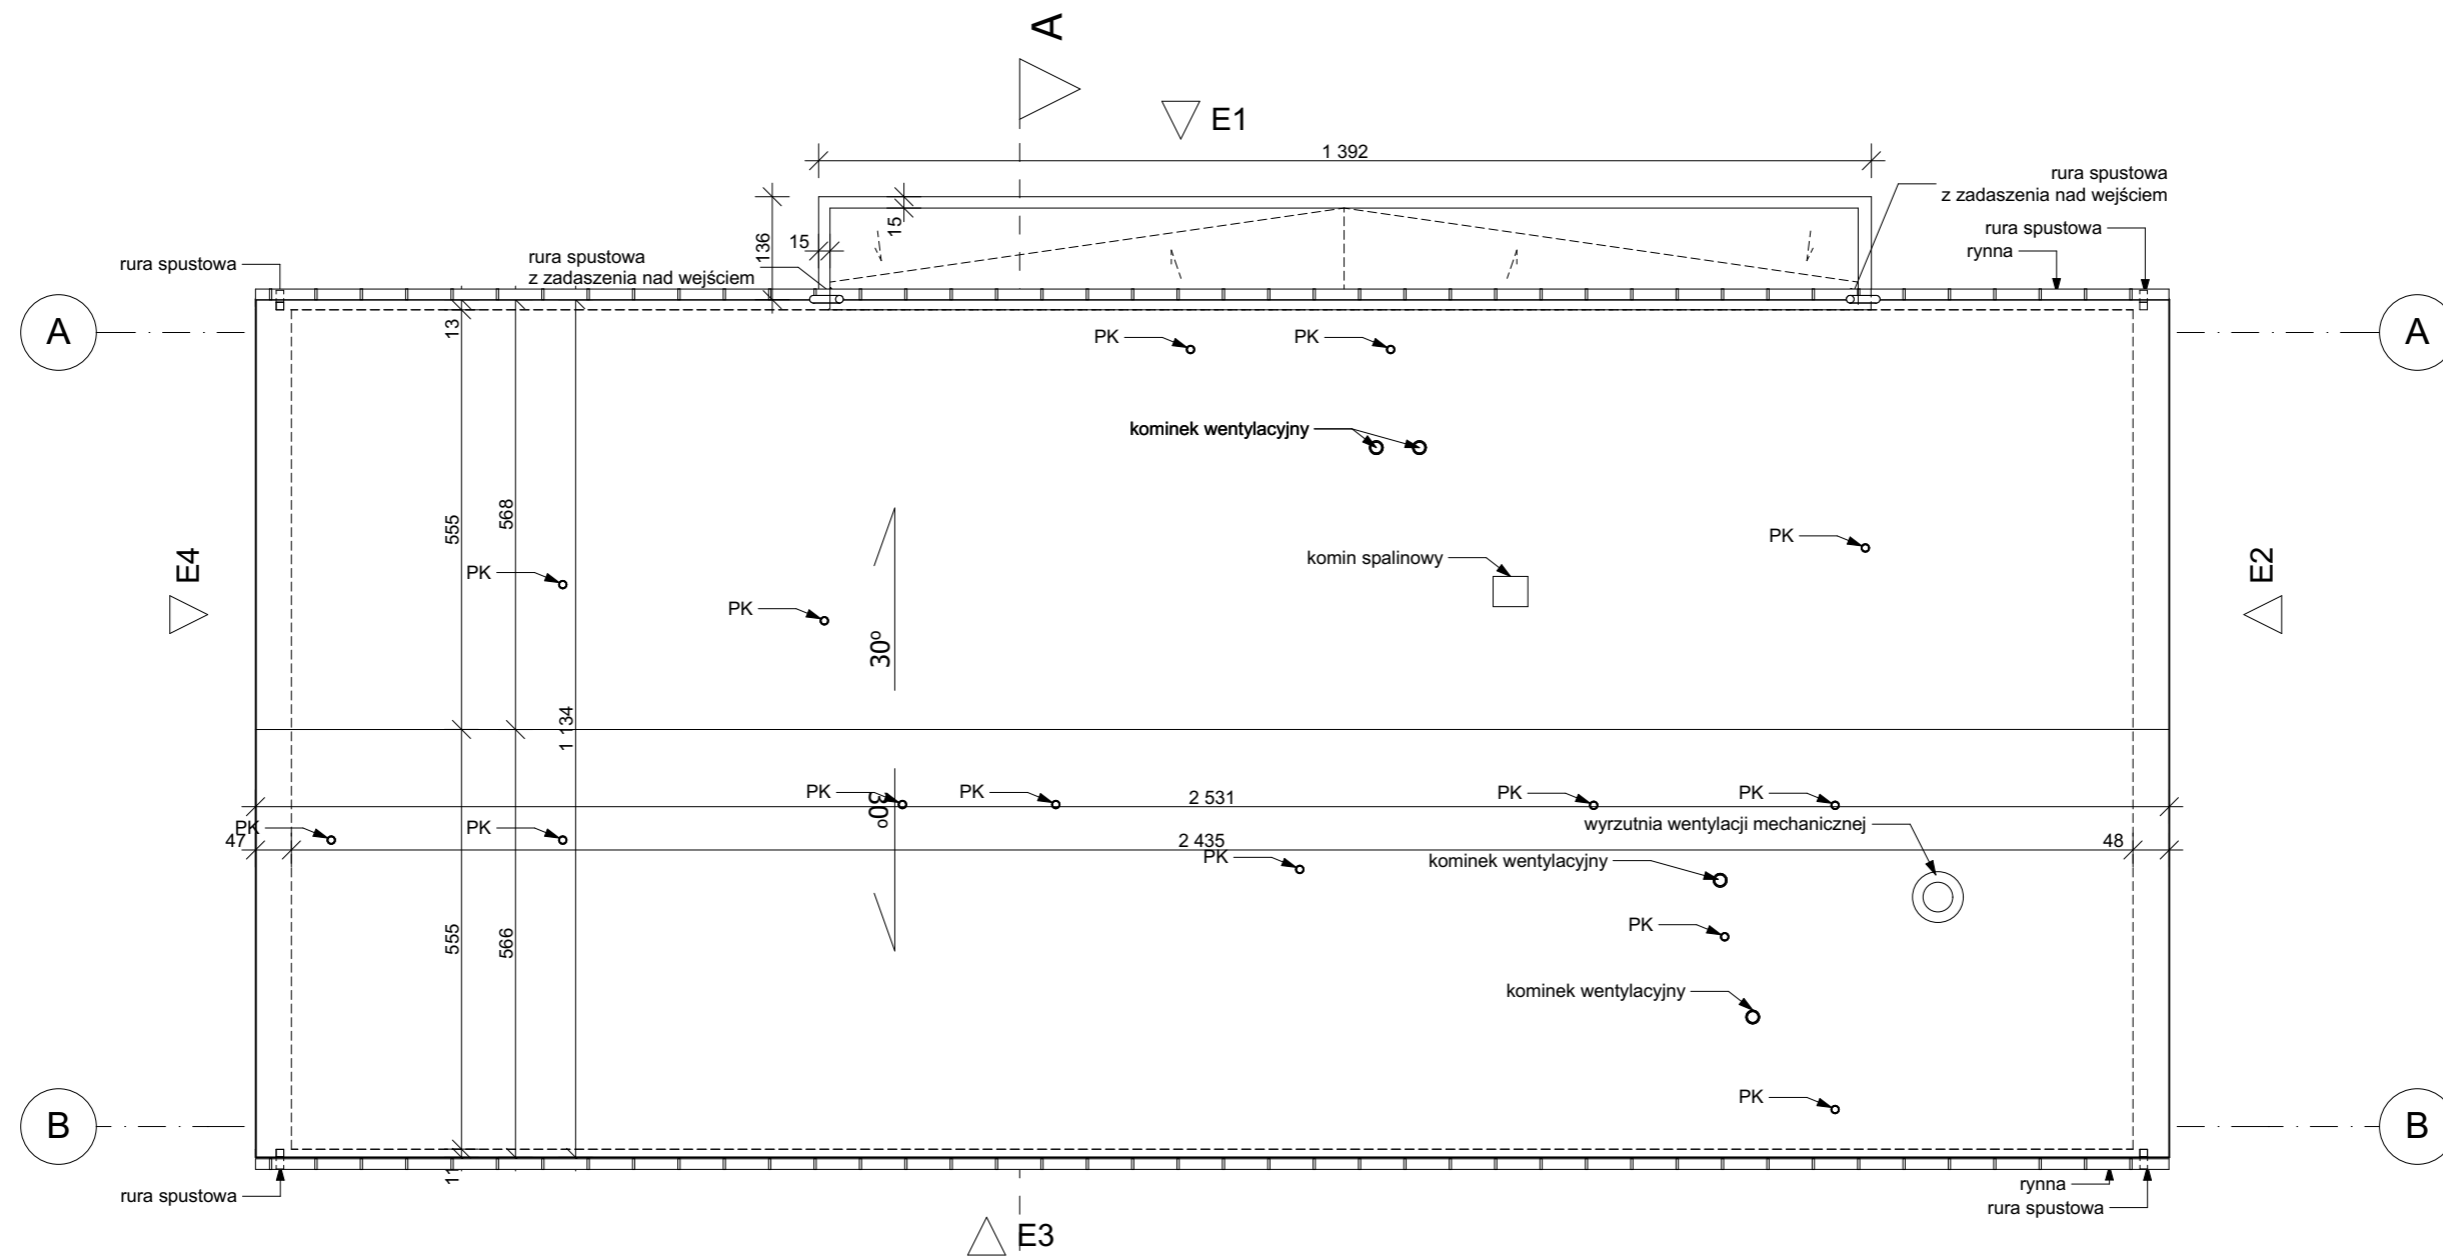 A
E1
1 392
rura spustowa
z zadaszenia nad wejściem
rura spustowa
rynna
15
136
15
rura spustowa
z zadaszenia nad wejściem
rura spustowa
A
A
13
PK
PK
kominek wentylacyjny
555
568
PK
komin spalinowy
E4
E2
PK
PK
30º
1 134
PK
PK
2 531
PK
PK
30º
PK
PK
wyrzutnia wentylacji mechanicznej
47
2 435
48
PK
kominek wentylacyjny
PK
555
566
kominek wentylacyjny
PK
B
B
11
rura spustowa
rynna
rura spustowa
E3